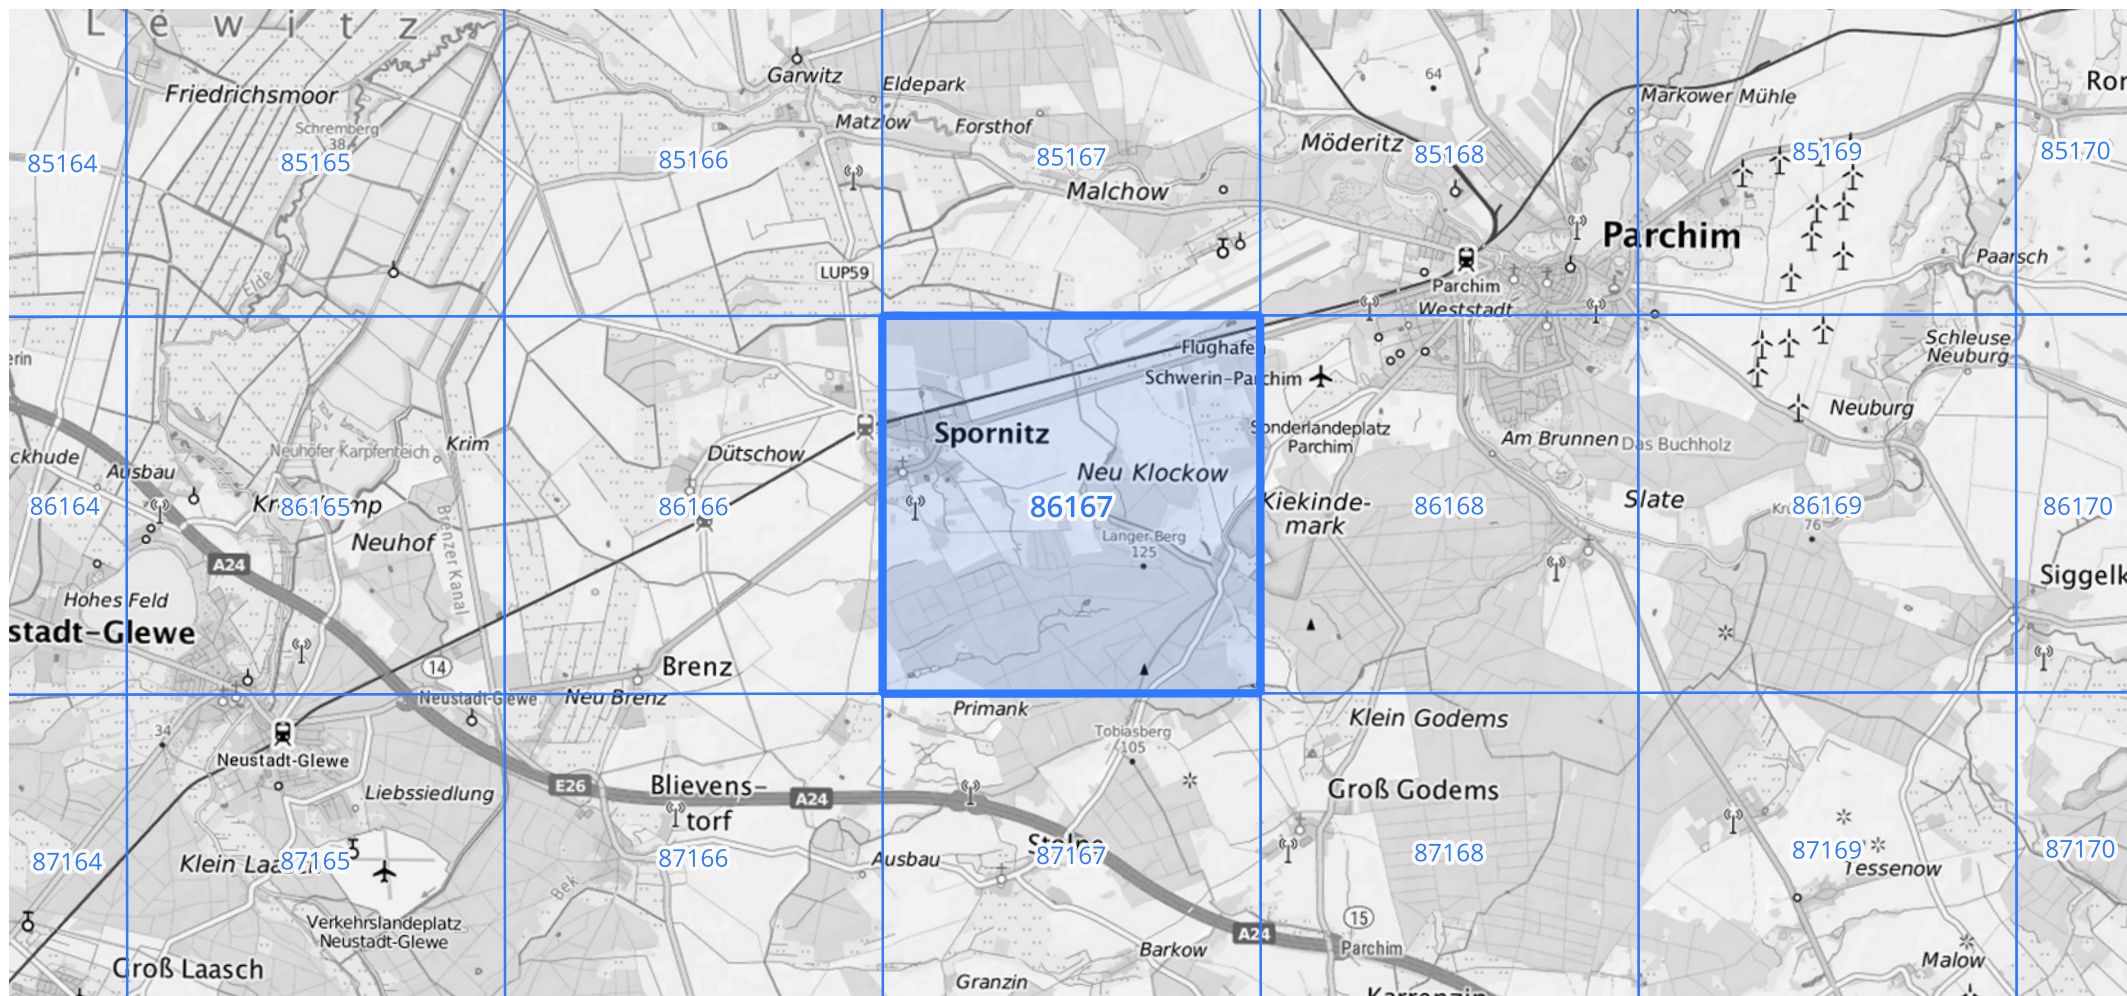 L e w i t z
Friedrichsmoor
Schremberg
38
85164
85165
Elde
Garwitz
Eldepark
Matzlow
Forsthof
85166
85167
Malchow
LUP59
64
Möderitz
85168
Markower Mühle
85169
85170
Parchim
Parchim
Weststadt
Paarsch
Schleuse
Neuburg
erin
ckhude
Ausbau
Neuhofer Karpfenteich
Krim
86164
86165
Neuhof
Brenzer Kanal
A24
Hohes Feld
stadt-Glewe
14
Dütschow
86166
Brenz
Spornitz
Neu Klockow
86167
Langer Berg
125
Flughafen
Schwerin-Parchim
Sonderlandeplatz
Parchim
Kiekinde-
mark
86168
Am Brunnen
Das Buchholz
Slate
Neuburg
86169
76
86170
Neustadt-Glewe
Neu Brenz
34
Neustadt-Glewe
Liebssiedlung
87164
87165
Verkehrslandeplatz
Neustadt-Glewe
Groß Laasch
E26
Blievens-
torf
A24
87166
Bek
Primank
Tobiasberg
105
Ausbau
87167
Barkow
Granzin
A24
Klein Godems
Groß Godems
87168
15
Parchim
87169
Tessenow
Malow
87170